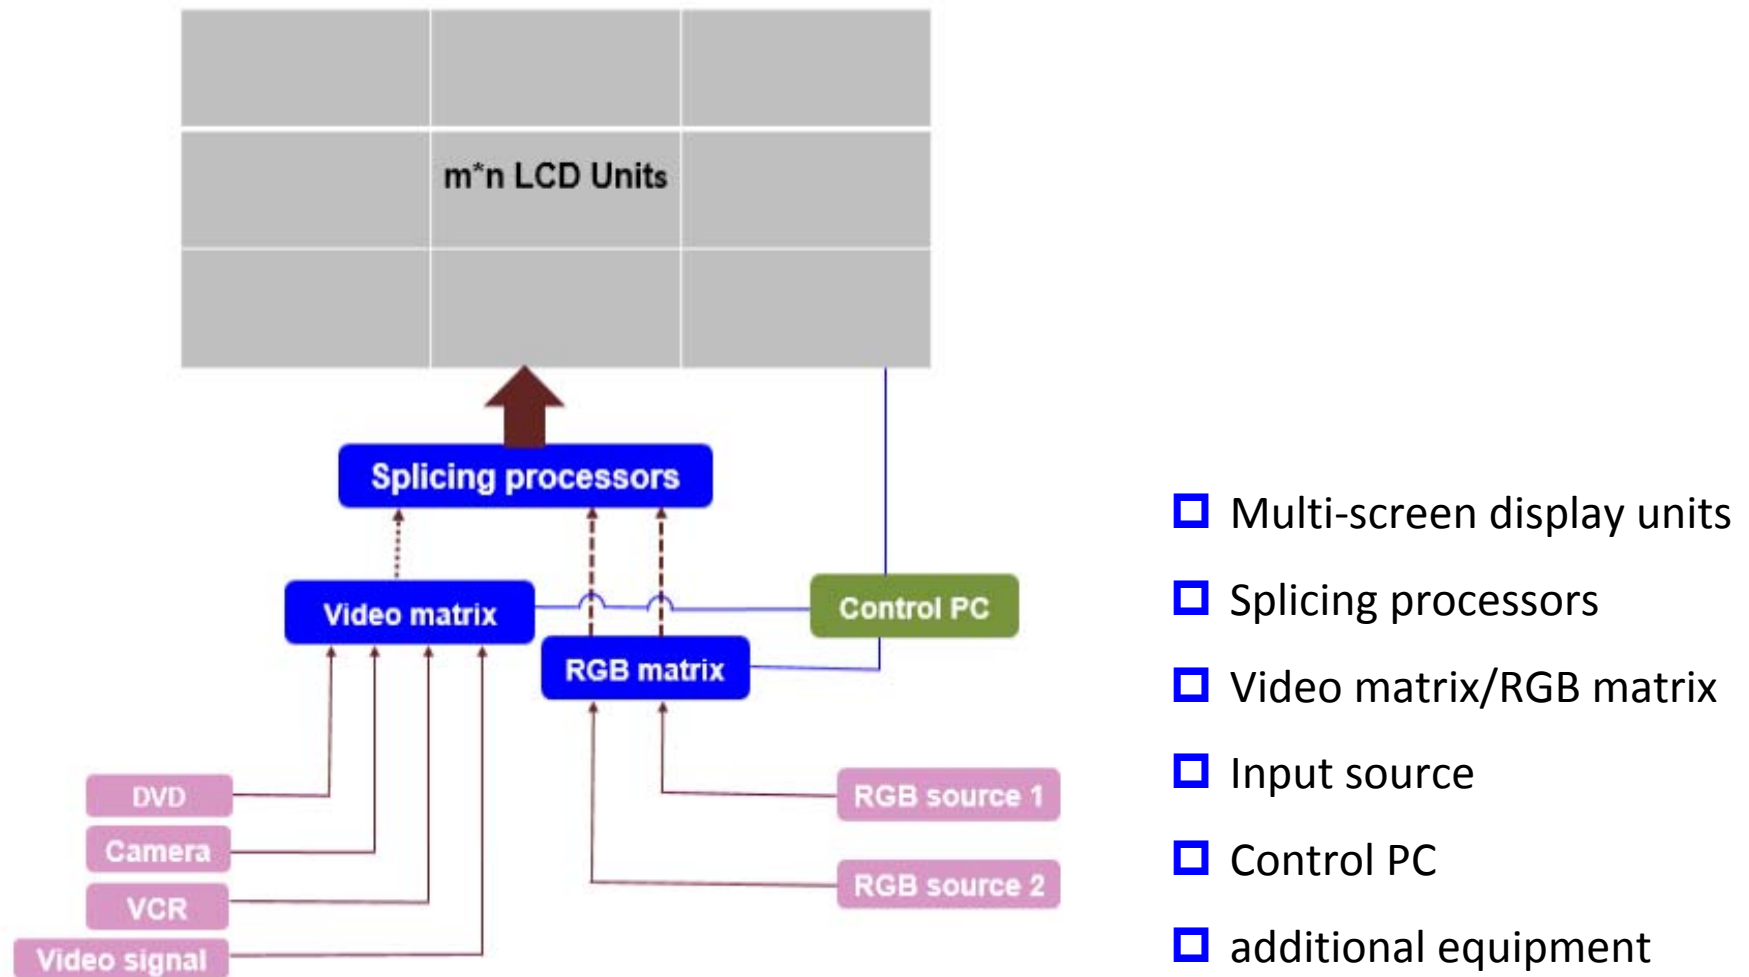 m*n LCD Units
Splicing processors
Video matrix
Control PC
RGB matrix
DVD
Camera
VCR
Video signal
RGB source 1
RGB source 2
Multi-screen display units
Splicing processors
Video matrix/RGB matrix
Input source
Control PC
additional equipment